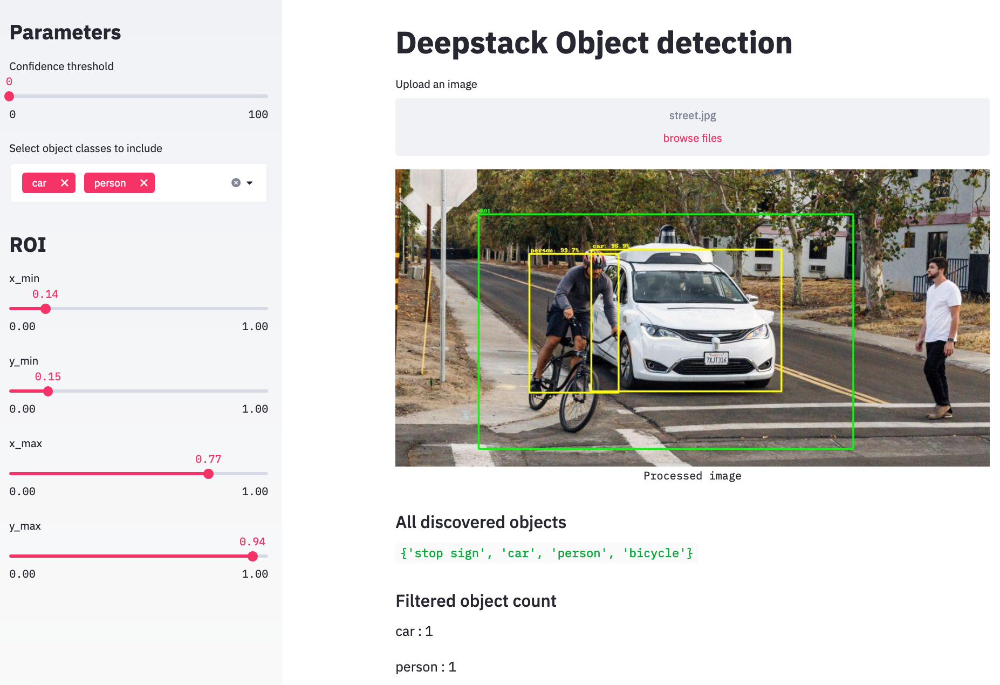 Parameters
Confidence threshold
0
0 100
Select object classes to include
car person
ROI
x_min
0.14
0.00 1.00
y_min
0.15
0.00 1.00
x_max
0.77
0.00 1.00
y_max
0.94
0.00 1.00
Deepstack Object detection
Upload an image
street.jpg
browse files
ROI
person: 99.7%
car: 96.9%
7XJT316
Processed image
All discovered objects
{'stop sign', 'car', 'person', 'bicycle'}
Filtered object count
car : 1
person : 1